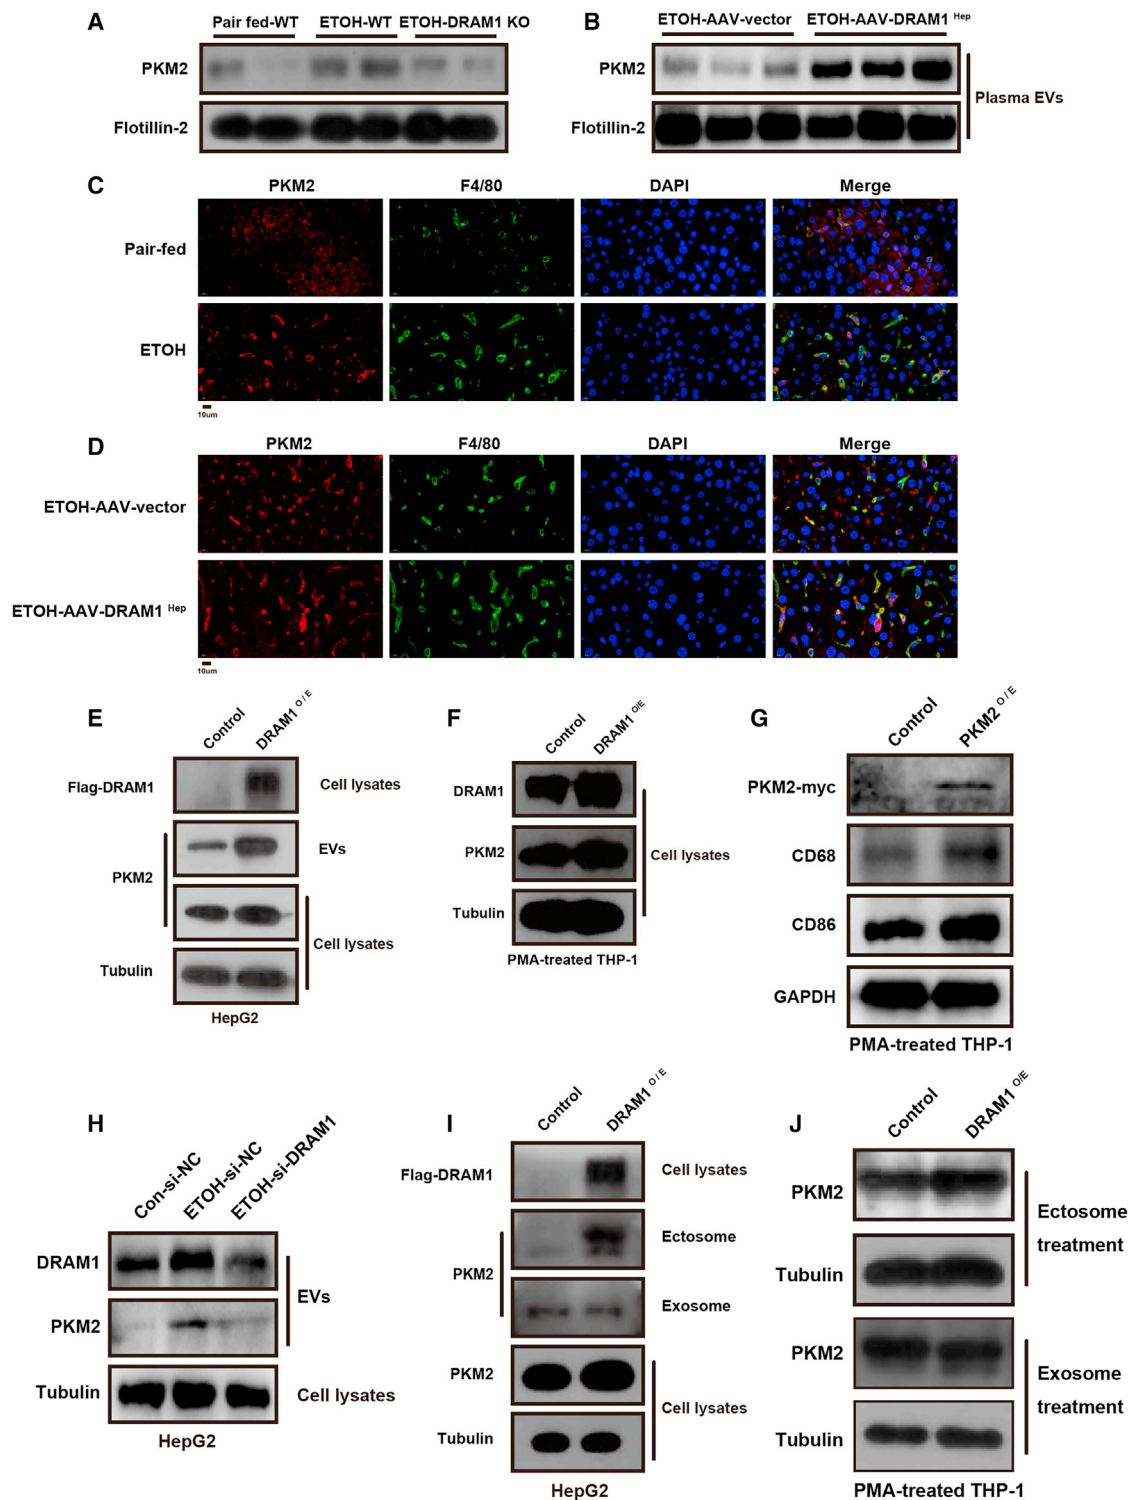 A
Pair fed-WT ETOH-WT ETOH-DRAM1 KO
PKM2
Flotillin-2
B
ETOH-AAV-vector ETOH-AAV-DRAM1 Hep
PKM2
Flotillin-2
Plasma EVs
C
PKM2 F4/80 DAPI Merge
Pair-fed
ETOH
10um
D
PKM2 F4/80 DAPI Merge
ETOH-AAV-vector
ETOH-AAV-DRAM1 Hep
10um
E
Control DRAM1 O/E
Flag-DRAM1 Cell lysates
PKM2
EVs
Cell lysates
Tubulin
HepG2
F
Control DRAM1 O/E
DRAM1
PKM2
Cell lysates
Tubulin
PMA-treated THP-1
G
Control PKM2 O/E
PKM2-myc
CD68
CD86
GAPDH
PMA-treated THP-1
H
Con-si-NC ETOH-si-NC ETOH-si-DRAM1
DRAM1
EVs
PKM2
Tubulin Cell lysates
HepG2
I
Control DRAM1 O/E
Flag-DRAM1 Cell lysates
Ectosome
PKM2
Exosome
PKM2
Cell lysates
Tubulin
HepG2
J
Control DRAM1 O/E
PKM2
Ectosome
treatment
Tubulin
PKM2
Exosome
treatment
Tubulin
PMA-treated THP-1